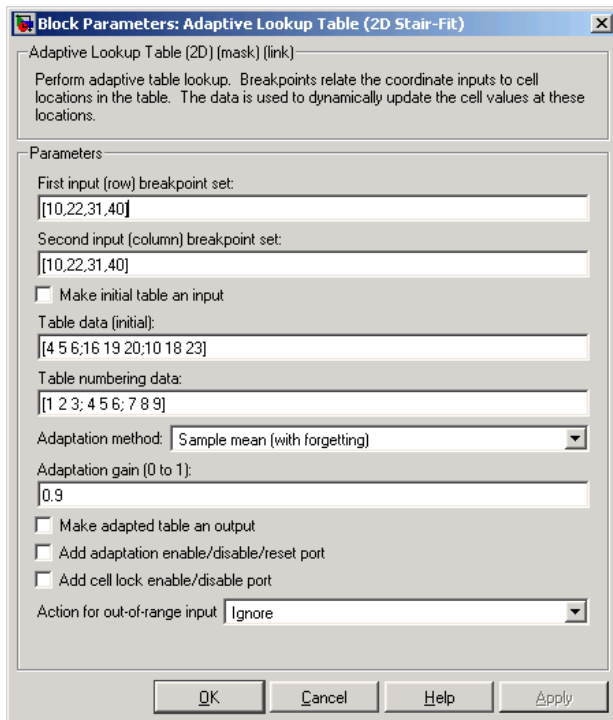 Block Parameters: Adaptive Lookup Table (2D Stair-Fit)
Adaptive Lookup Table (2D) (mask) (link)
Perform adaptive table lookup. Breakpoints relate the coordinate inputs to cell
locations in the table. The data is used to dynamically update the cell values at these
locations.
Parameters
First input (row) breakpoint set:
[10,22,31,40]
Second input (column) breakpoint set:
[10,22,31,40]
Make initial table an input
Table data (initial):
[4 5 6;16 19 20;10 18 23]
Table numbering data:
[1 2 3; 4 5 6; 7 8 9]
Adaptation method: Sample mean (with forgetting)
Adaptation gain (0 to 1):
0.9
Make adapted table an output
Add adaptation enable/disable/reset port
Add cell lock enable/disable port
Action for out-of-range input Ignore
OK Cancel Help Apply